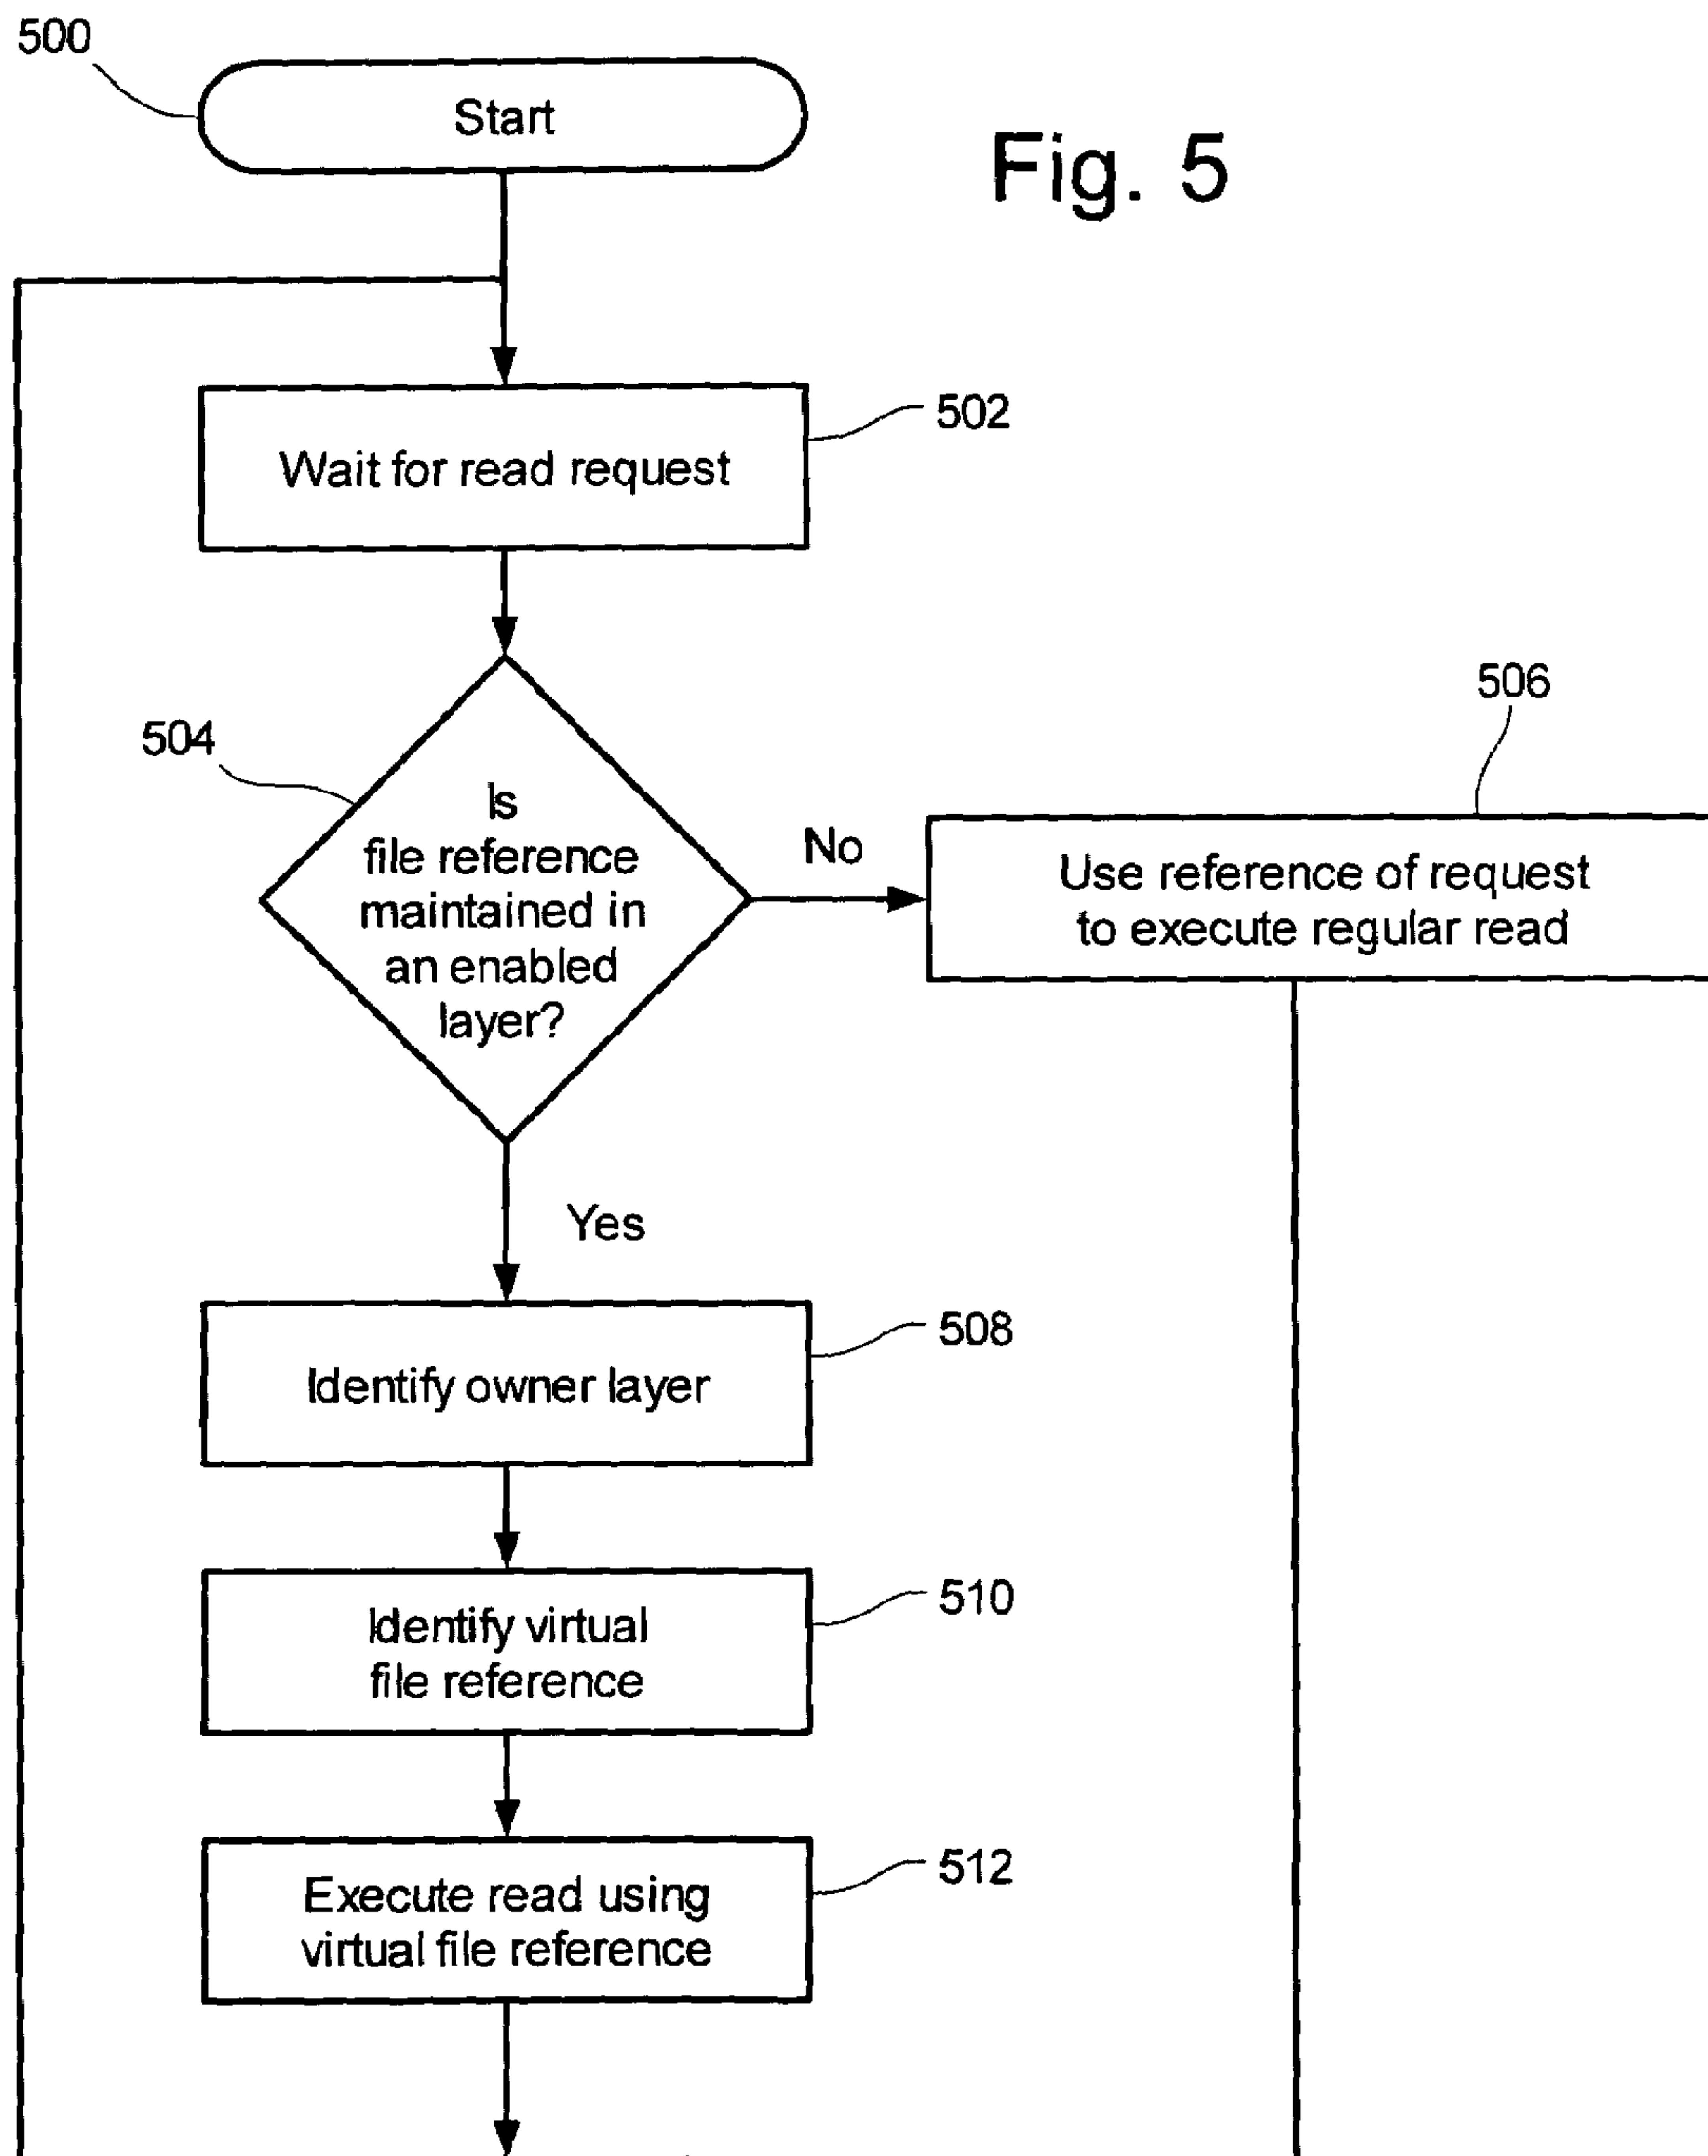 500
Start
Fig. 5
502
Wait for read request
504
Is
file reference
maintained in
an enabled
layer?
No
506
Use reference of request
to execute regular read
Yes
508
Identify owner layer
510
Identify virtual
file reference
512
Execute read using
virtual file reference